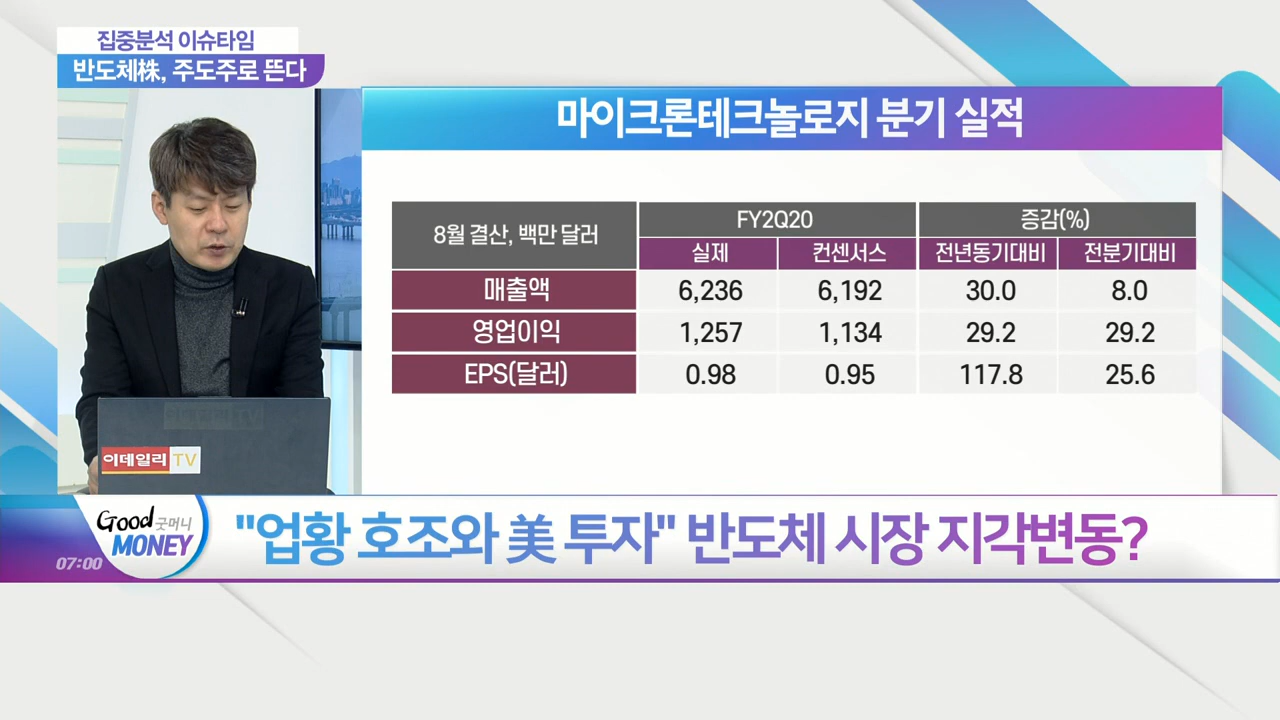 집중분석 이슈타임
반도체株, 주도주로 뜬다
마이크론테크놀로지 분기 실적
8월 결산, 백만 달러 FY2Q20 증감(%)
실제 컨센서스 전년동기대비 전분기대비
매출액 6,236 6,192 30.0 8.0
영업이익 1,257 1,134 29.2 29.2
EPS(달러) 0.98 0.95 117.8 25.6
이데일리 TV
Good 굿머니
MONEY
07:00
"업황 호조와 美 투자" 반도체 시장 지각변동?